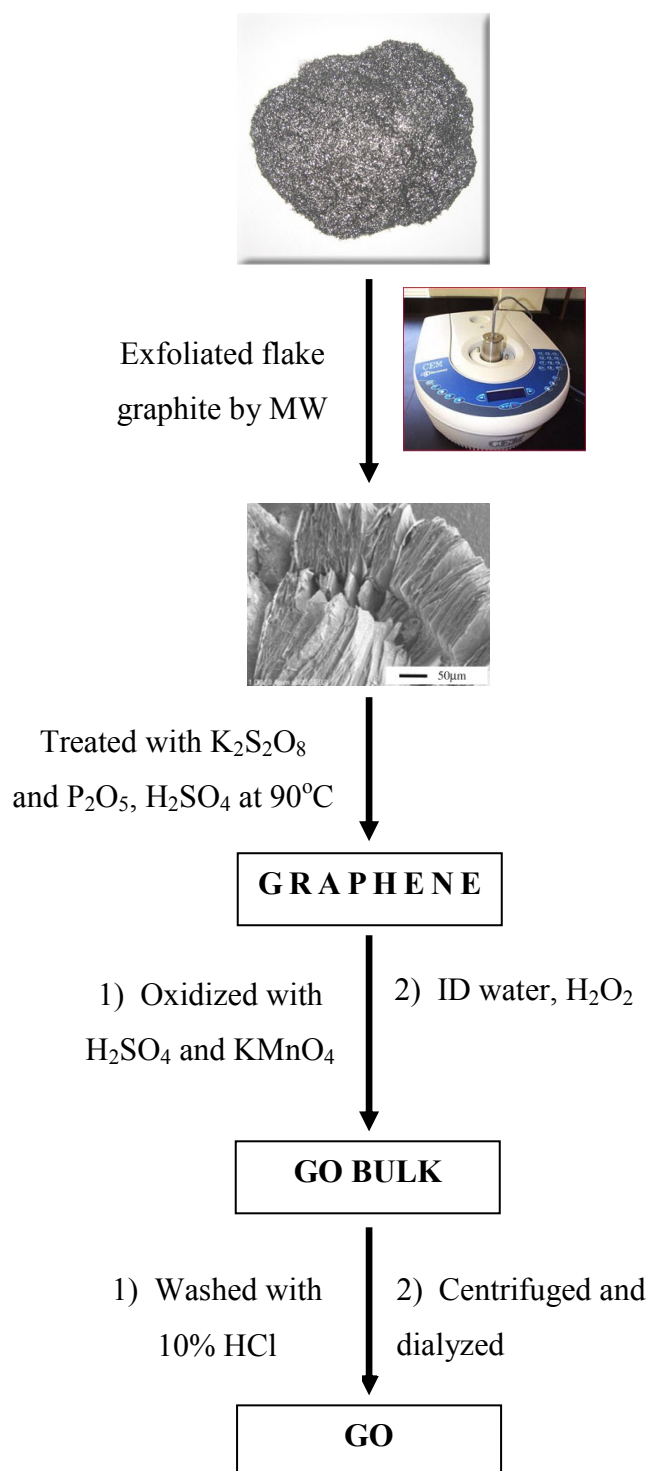 Exfoliated flake
graphite by MW
CEM
50μm
Treated with K₂S₂O₈
and P₂O₅, H₂SO₄ at 90°C
GRAPHENE
1) Oxidized with
H₂SO₄ and KMnO₄
2) ID water, H₂O₂
GO BULK
1) Washed with
10% HCl
2) Centrifuged and
dialyzed
GO